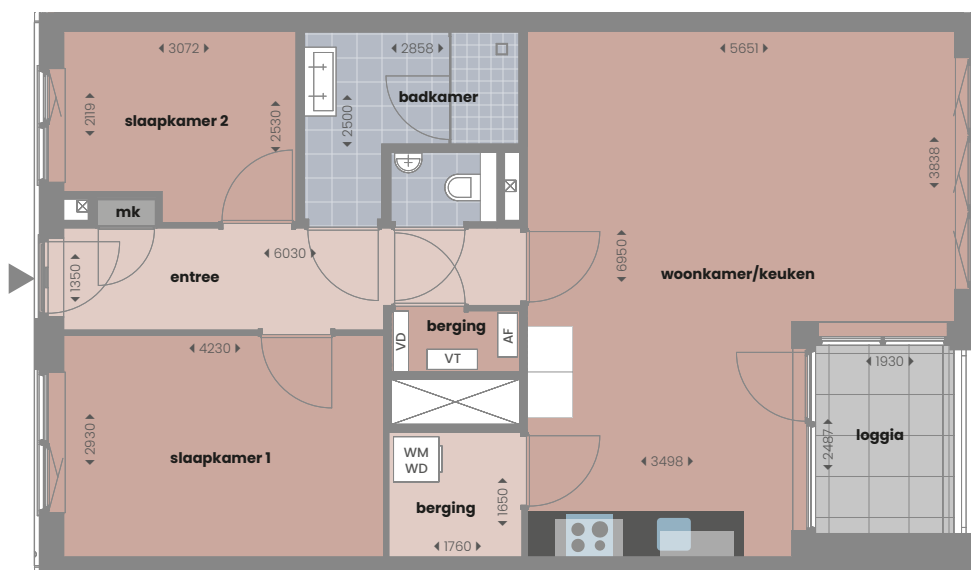 3072
2858
5651
badkamer
2119
slaapkamer 2
2530
2500
3838
mk
6030
6950
1350
entree
woonkamer/keuken
berging
VD
VT
AF
4230
1930
2930
slaapkamer 1
WM
WD
3498
2487
loggia
berging
1650
1760